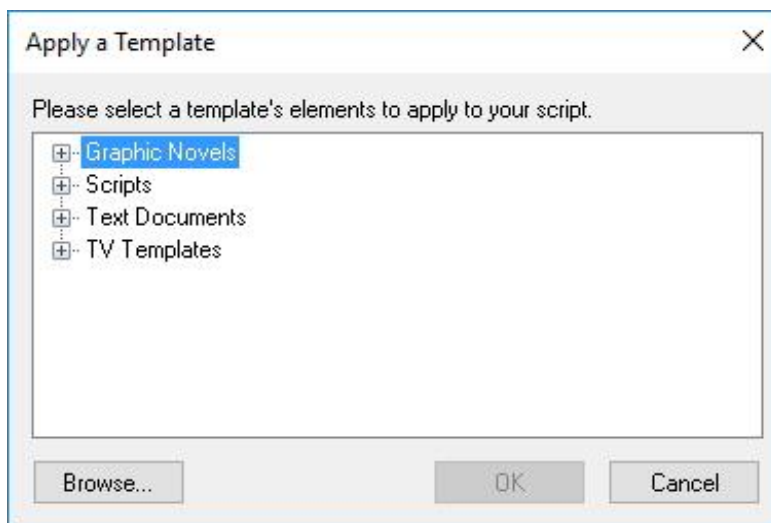 Apply a Template
Please select a template's elements to apply to your script.
Graphic Novels
Scripts
Text Documents
TV Templates
Browse... OK Cancel